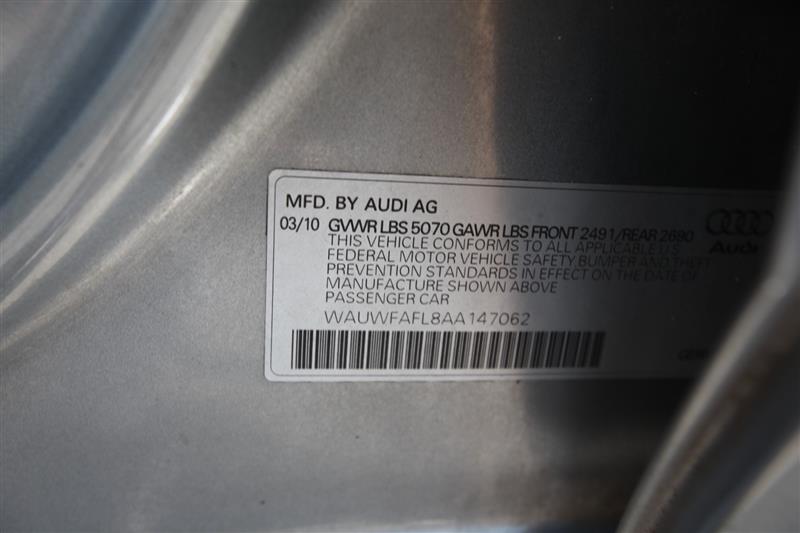 MFD. BY AUDI AG
03/10 GVWR LBS 5070 GAWR LBS FRONT 2491/REAR 2690
THIS VEHICLE CONFORMS TO ALL APPLICABLE U.S.
FEDERAL MOTOR VEHICLE SAFETY BUMPER AND THEFT
PREVENTION STANDARDS IN EFFECT ON THE DATE OF
MANUFACTURE SHOWN ABOVE
PASSENGER CAR
WAUWFAFL8AA147062
Audi